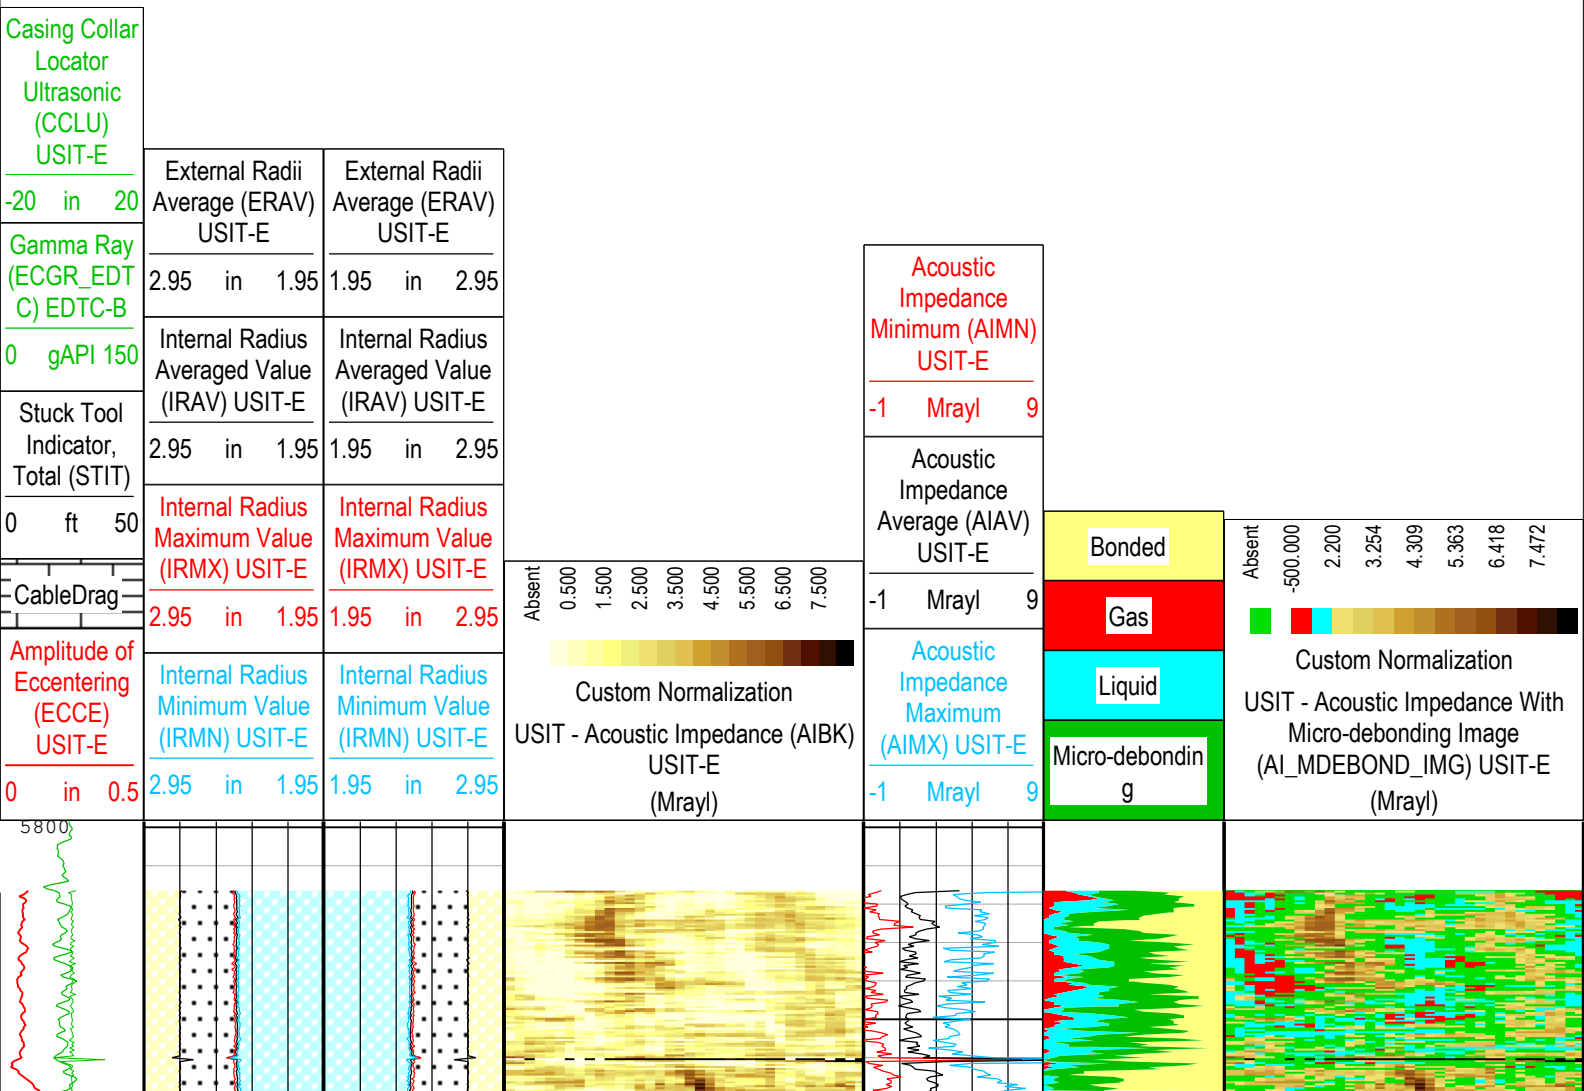 Casing Collar
Locator
Ultrasonic
(CCLU)
USIT-E
-20 in 20
Gamma Ray
(ECGR_EDT
C) EDTC-B
0 gAPI 150
Stuck Tool
Indicator,
Total (STIT)
0 ft 50
CableDrag
Amplitude of
Eccentering
(ECCE)
USIT-E
0 in 0.5
External Radii
Average (ERAV)
USIT-E
2.95 in 1.95
Internal Radius
Averaged Value
(IRAV) USIT-E
2.95 in 1.95
Internal Radius
Maximum Value
(IRMX) USIT-E
2.95 in 1.95
Internal Radius
Minimum Value
(IRMN) USIT-E
2.95 in 1.95
External Radii
Average (ERAV)
USIT-E
1.95 in 2.95
Internal Radius
Averaged Value
(IRAV) USIT-E
1.95 in 2.95
Internal Radius
Maximum Value
(IRMX) USIT-E
1.95 in 2.95
Internal Radius
Minimum Value
(IRMN) USIT-E
1.95 in 2.95
Absent
0.500
1.500
2.500
3.500
4.500
5.500
6.500
7.500
Custom Normalization
USIT - Acoustic Impedance (AIBK)
USIT-E
(Mrayl)
Acoustic
Impedance
Minimum (AIMN)
USIT-E
-1 Mrayl 9
Acoustic
Impedance
Average (AIAV)
USIT-E
-1 Mrayl 9
Acoustic
Impedance
Maximum
(AIMX) USIT-E
-1 Mrayl 9
Bonded
Gas
Liquid
Micro-debondin
g
Absent
-500.000
2.200
3.254
4.309
5.363
6.418
7.472
Custom Normalization
USIT - Acoustic Impedance With
Micro-debonding Image
(AI_MDEBOND_IMG) USIT-E
(Mrayl)
5800